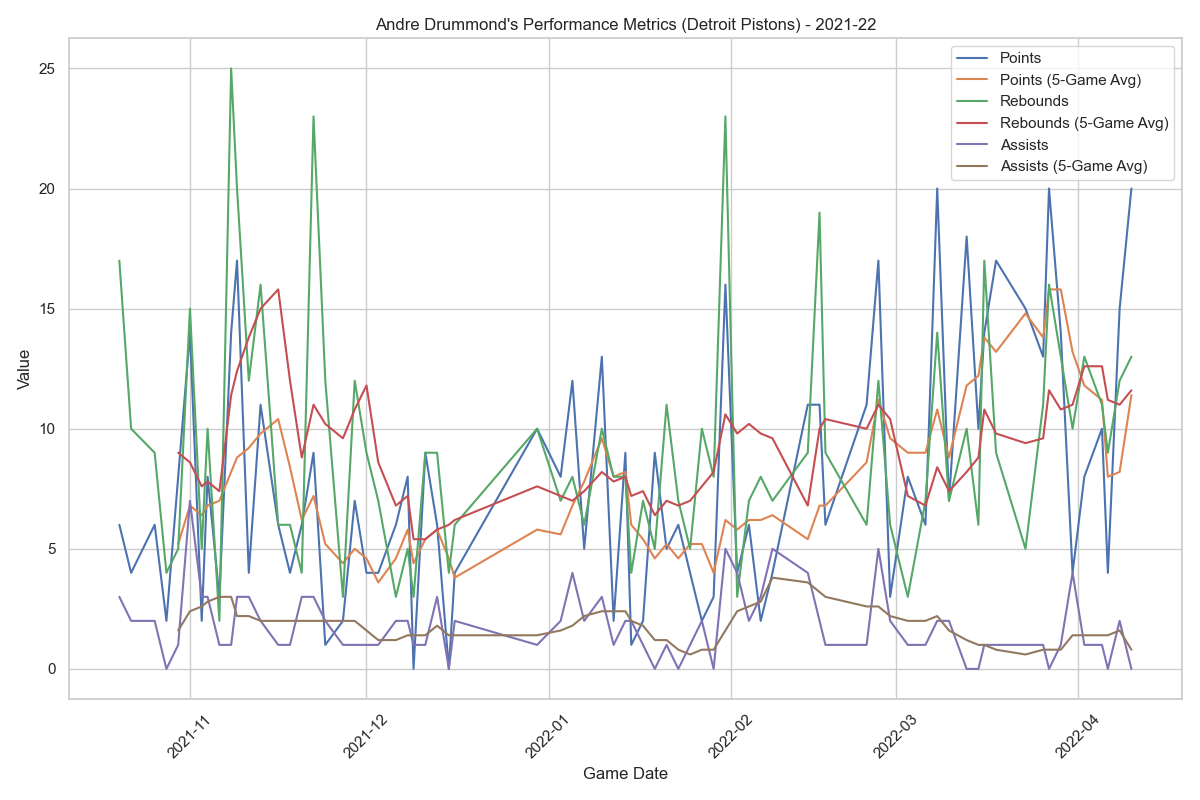 Andre Drummond's Performance Metrics (Detroit Pistons) - 2021-22
Points
Points (5-Game Avg)
Rebounds
Rebounds (5-Game Avg)
Assists
Assists (5-Game Avg)
Value
25
20
15
10
5
0
2021-11
2021-12
2022-01
2022-02
2022-03
2022-04
Game Date